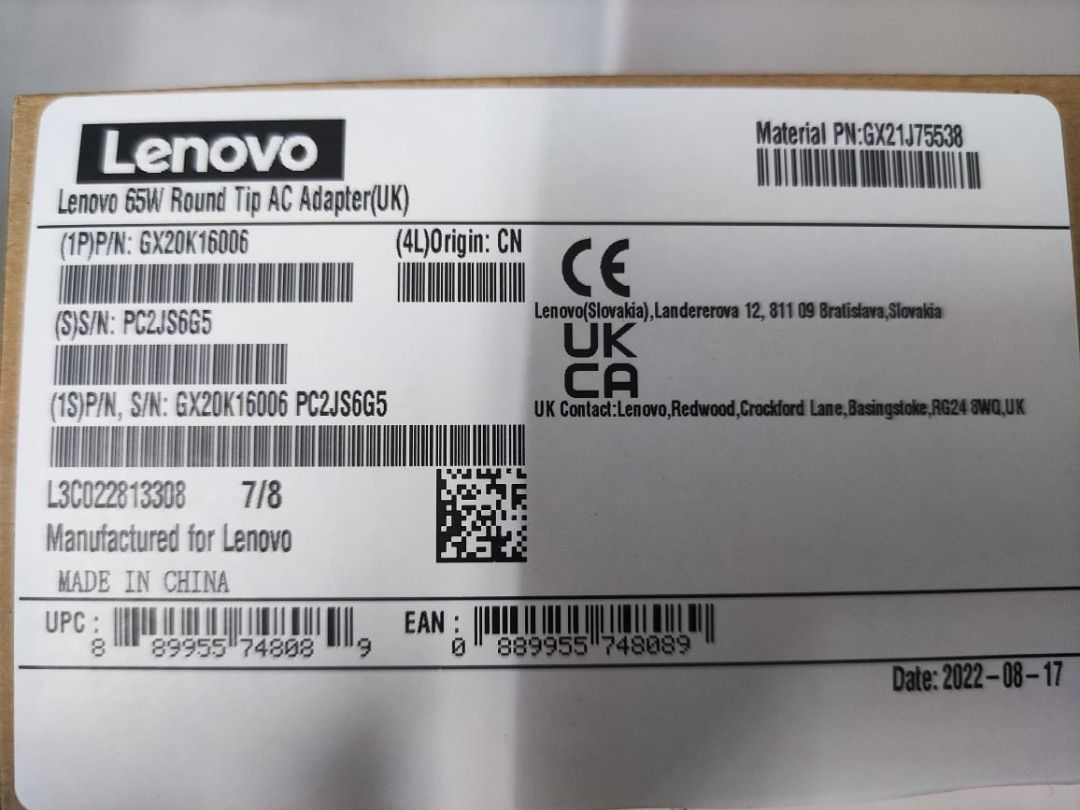 Lenovo
Material PN:GX21J75538
Lenovo 65W Round Tip AC Adapter(UK)
(1P)P/N: GX20K16006
(4L)Origin: CN
CE
(S)S/N: PC2JS6G5
Lenovo(Slovakia),Landererova 12, 811 09 Bratislava,Slovakia
UK
CA
(1S)P/N, S/N: GX20K16006 PC2JS6G5
UK Contact:Lenovo,Redwood,Crockford Lane,Basingstoke,RG24 8WQ,UK
L3C022813308 7/8
Manufactured for Lenovo
MADE IN CHINA
UPC : 8 89955 74808 9
EAN : 0 889955 748089
Date: 2022-08-17